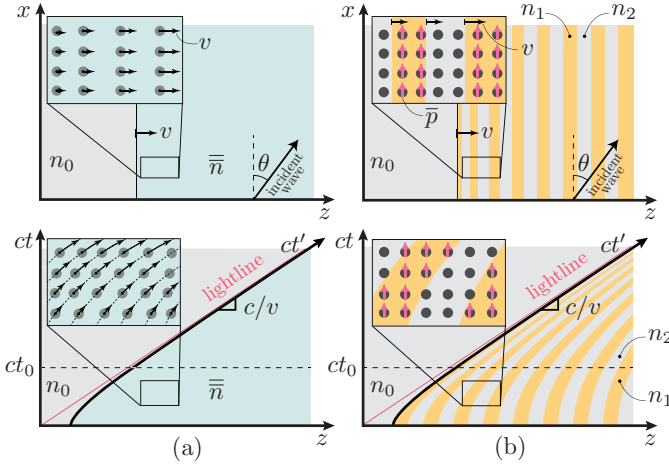 x
v
v
n₀
n̿
θ
incident
wave
z
x
n₁
n₂
v
p̅
v
n₀
θ
incident
wave
z
ct
ct′
lightline
c/v
ct₀
n₀
n̿
z
(a)
ct
ct′
lightline
c/v
n₂
ct₀
n₀
n₁
z
(b)